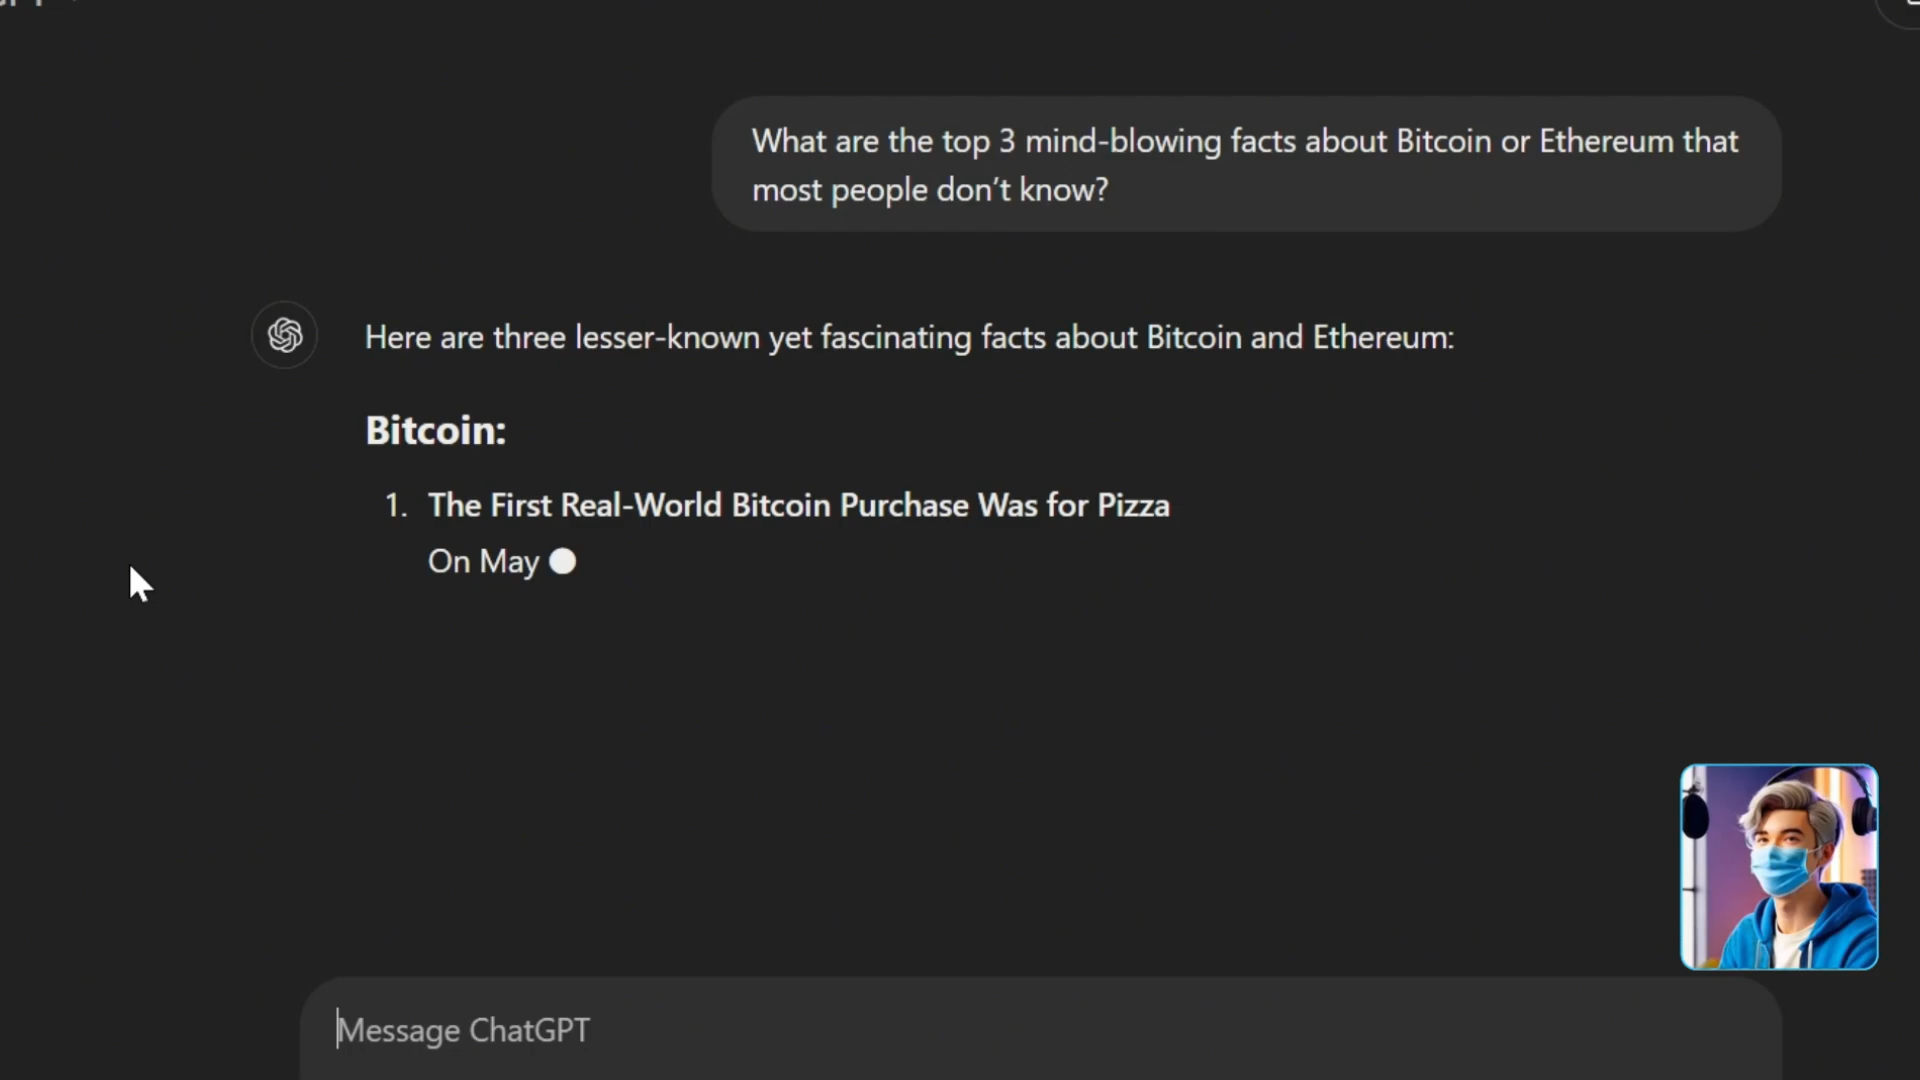 What are the top 3 mind-blowing facts about Bitcoin or Ethereum that
most people don’t know?
Here are three lesser-known yet fascinating facts about Bitcoin and Ethereum:
Bitcoin:
1. The First Real-World Bitcoin Purchase Was for Pizza
On May
Message ChatGPT